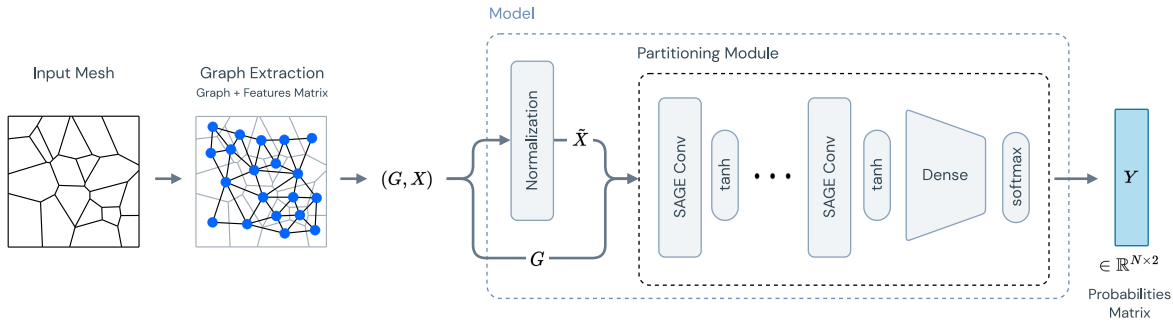 Model
Input Mesh
Graph Extraction
Graph + Features Matrix
(G, X)
Normalization
X̃
G
Partitioning Module
SAGE Conv
tanh
• • •
SAGE Conv
tanh
Dense
softmax
Y
∈ ℝ^{N×2}
Probabilities
Matrix